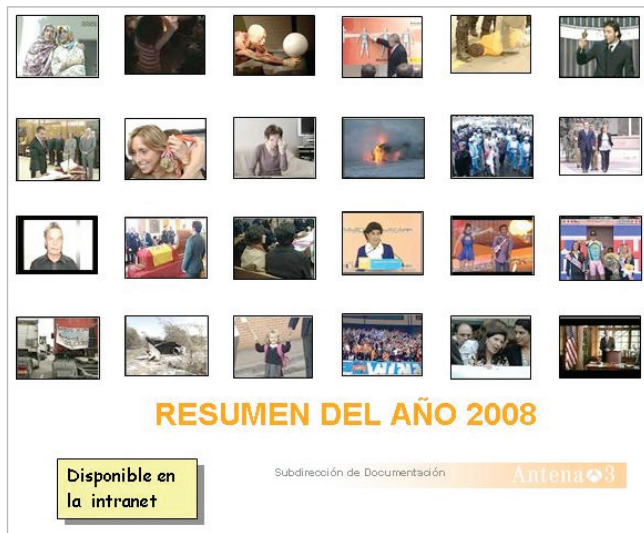 RESUMEN DEL AÑO 2008
Disponible en
la intranet
Subdirección de Documentación
Antena 3